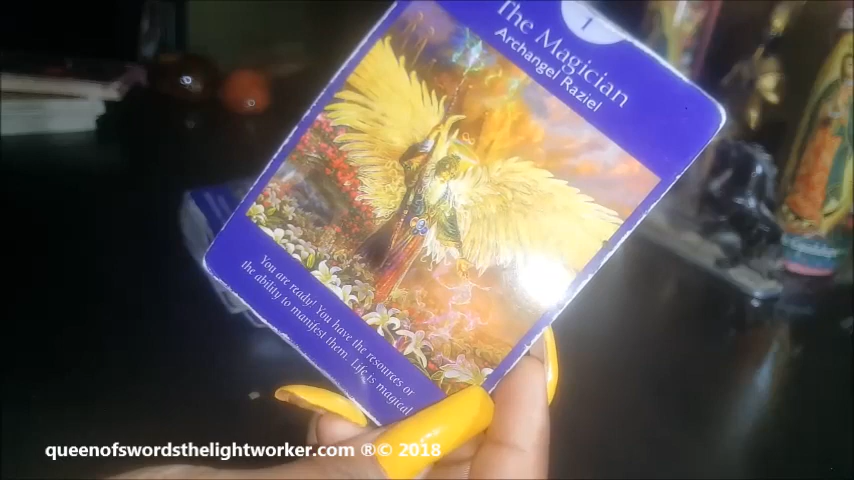 1
The Magician
Archangel Raziel
You are ready! You have the resources or
the ability to manifest them. Life is magical
queenofswordsthelightworker.com ®© 2018